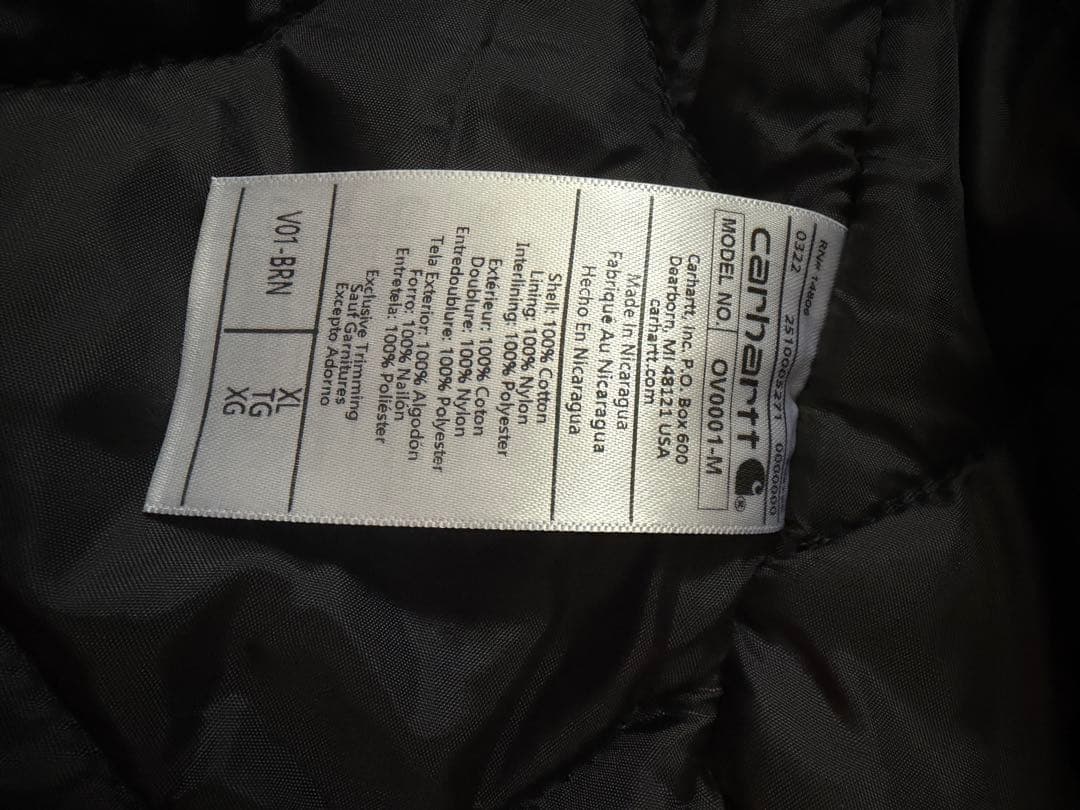 RN# 14806
0322 2510065271 0000000
carhartt®
MODEL NO. OV0001-M
Carhartt, Inc. P.O. Box 600
Dearborn, MI 48121 USA
carhartt.com
Made in Nicaragua
Fabrique Au Nicaragua
Hecho En Nicaragua
Shell: 100% Cotton
Lining: 100% Nylon
Interlining: 100% Polyester
Extérieur: 100% Coton
Doublure: 100% Nylon
Entredoublure: 100% Polyester
Tela Exterior: 100% Algodón
Forro: 100% Nailon
Entretela: 100% Poliéster
Exclusive Trimming
Sauf Garnitures
Excepto Adorno
V01-BRN XL
TG
XG